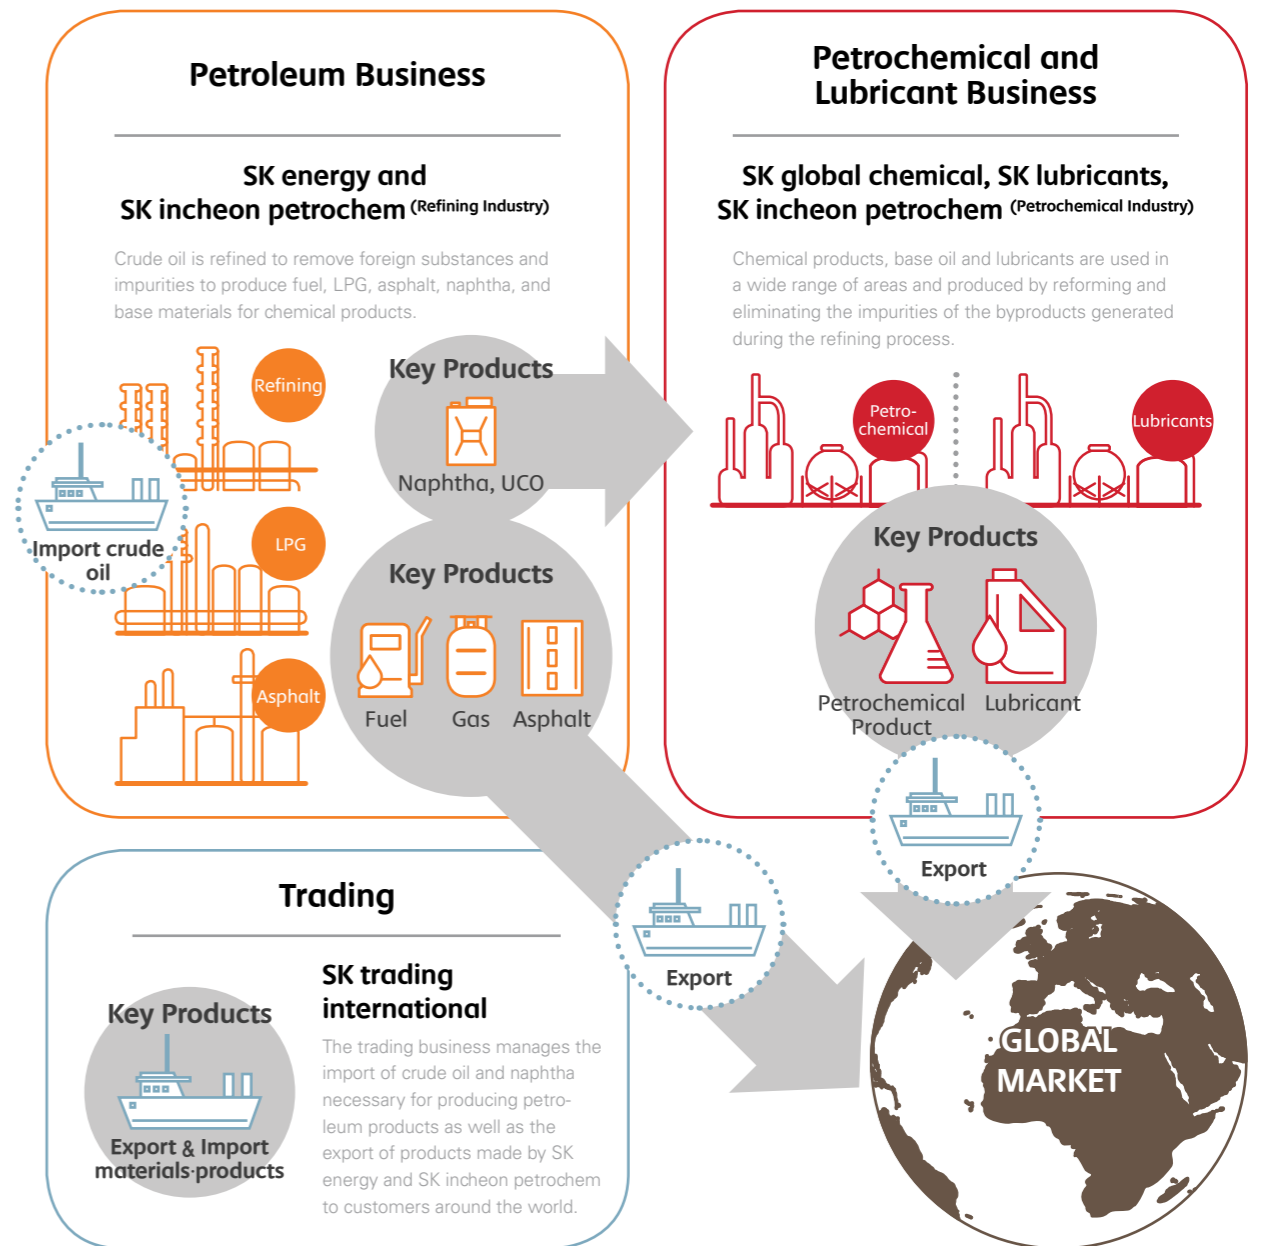 Petroleum Business
SK energy and
SK incheon petrochem (Refining Industry)
Crude oil is refined to remove foreign substances and
impurities to produce fuel, LPG, asphalt, naphtha, and
base materials for chemical products.
Refining
Key Products
Naphtha, UCO
Import crude
oil
LPG
Key Products
Fuel
Gas
Asphalt
Asphalt
Petrochemical and
Lubricant Business
SK global chemical, SK lubricants,
SK incheon petrochem (Petrochemical Industry)
Chemical products, base oil and lubricants are used in
a wide range of areas and produced by reforming and
eliminating the impurities of the byproducts generated
during the refining process.
Petro-
chemical
Lubricants
Key Products
Petrochemical
Product
Lubricant
Export
Export
Trading
Key Products
Export & Import
materials·products
SK trading
international
The trading business manages the
import of crude oil and naphtha
necessary for producing petro-
leum products as well as the
export of products made by SK
energy and SK incheon petrochem
to customers around the world.
GLOBAL
MARKET